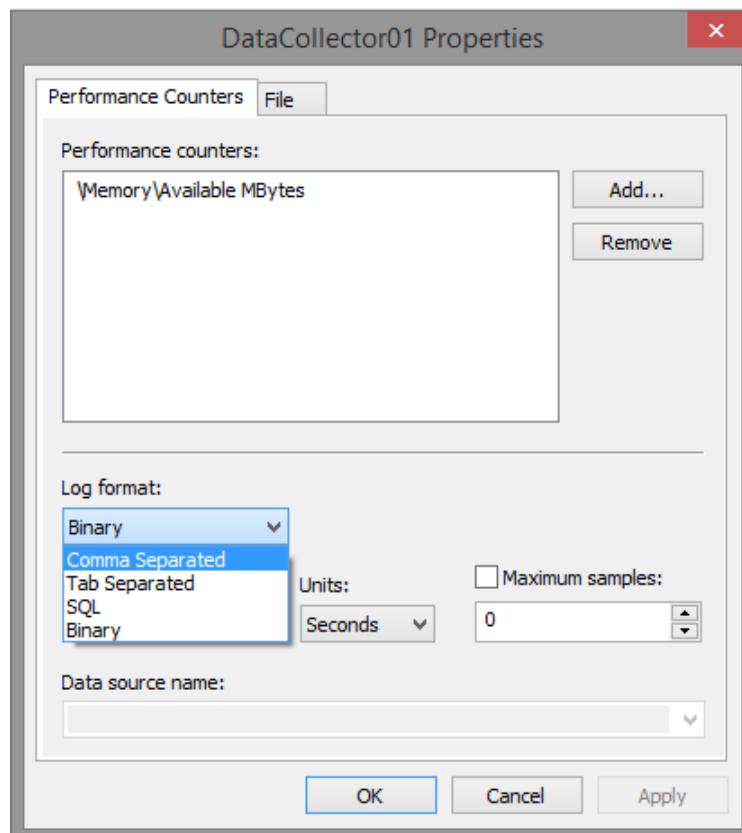 DataCollector01 Properties
Performance Counters
File
Performance counters:
\Memory\Available MBytes
Add...
Remove
Log format:
Binary
Comma Separated
Tab Separated
SQL
Binary
Units:
Seconds
Maximum samples:
0
Data source name:
OK
Cancel
Apply